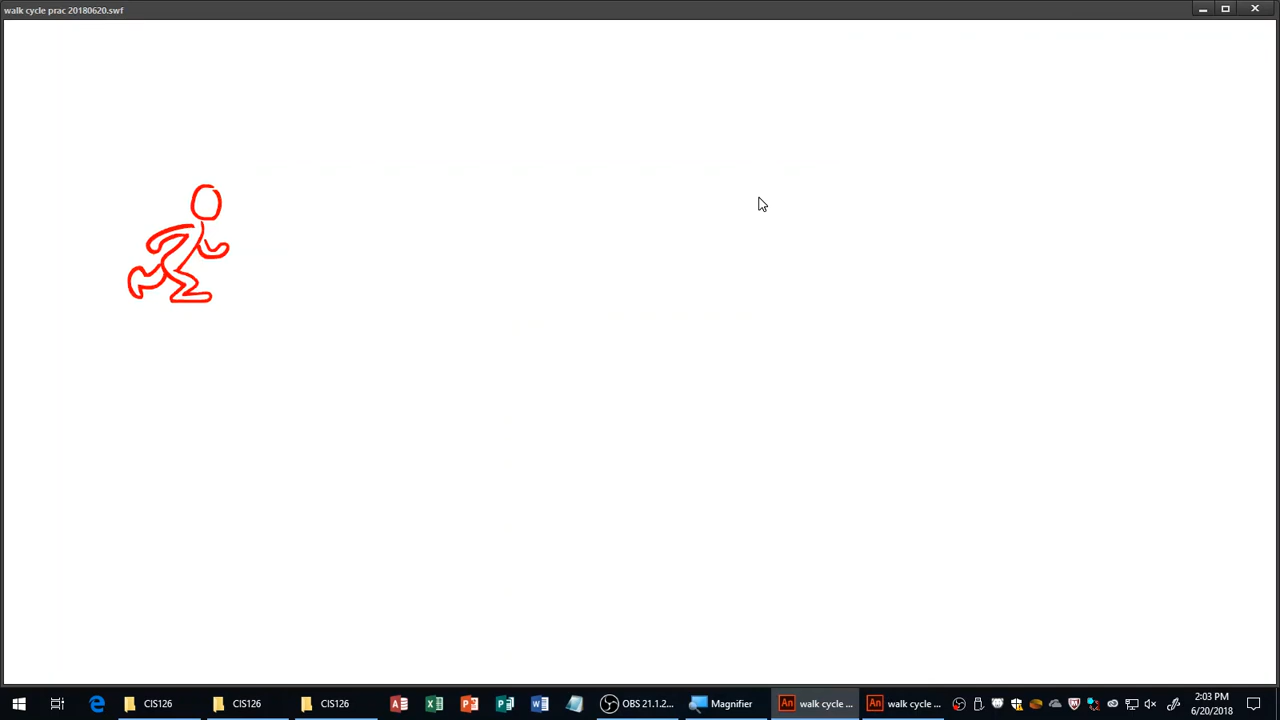 walk cycle prac 20180620.swf
CIS126
CIS126
CIS126
OBS 21.1.2...
Magnifier
An
walk cycle ...
An
walk cycle ...
2:03 PM
6/20/2018